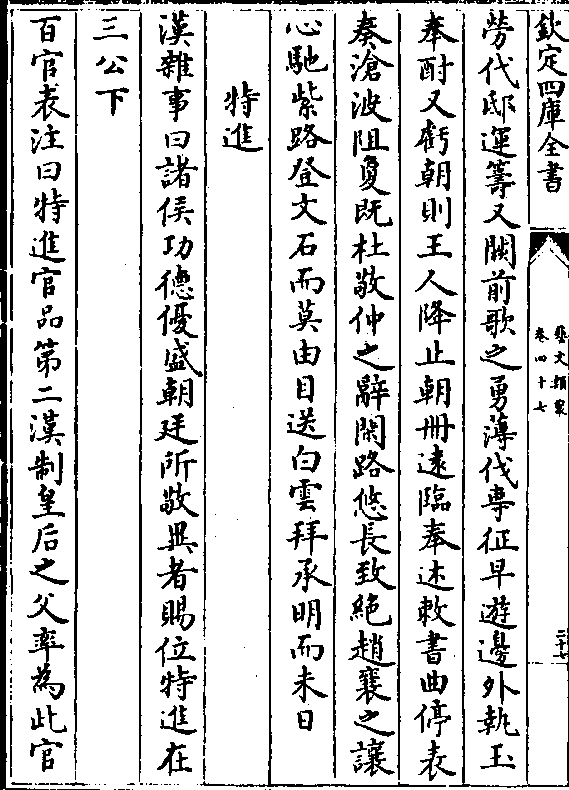 欽定四庫全書
藝文類聚
卷四十七
二十七
勞代邸運籌又闕前歌之勇薄伐專征早遊邊外執玉
奉酎又虧朝則王人降止朝冊遠臨奉述敕書曲停表
奏滄波阻夐既杜敬仲之辭閑路悠長致絶趙襄之讓
心馳紫路登文石而莫由目送白雲拜承明而未日
特進
漢雜事曰諸侯功德優盛朝廷所敬異者賜位特進在
三公下
百官表注曰特進官品第二漢制皇后之父率為此官